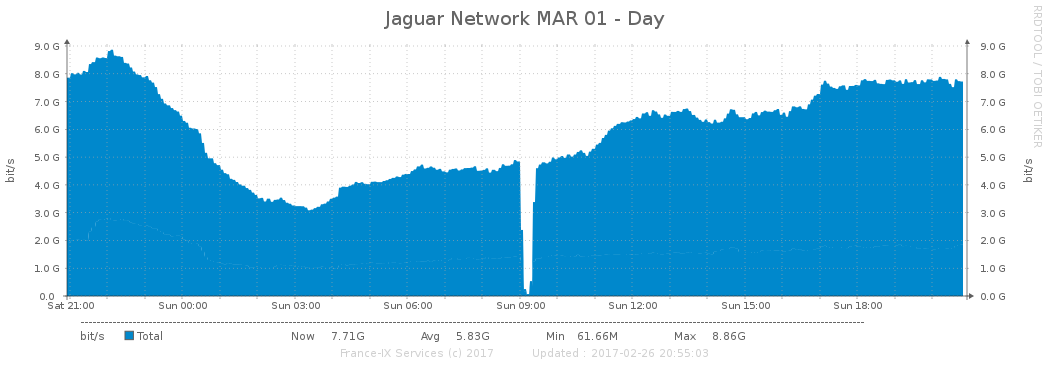 Jaguar Network MAR 01 - Day
RRDTOOL / TOBI OETIKER
bit/s
bit/s
9.0 G 9.0 G
8.0 G 8.0 G
7.0 G 7.0 G
6.0 G 6.0 G
5.0 G 5.0 G
4.0 G 4.0 G
3.0 G 3.0 G
2.0 G 2.0 G
1.0 G 1.0 G
0.0 0.0 G
Sat 21:00 Sun 00:00 Sun 03:00 Sun 06:00 Sun 09:00 Sun 12:00 Sun 15:00 Sun 18:00
bit/s Total Now 7.71G Avg 5.83G Min 61.66M Max 8.86G
France-IX Services (c) 2017 Updated : 2017-02-26 20:55:03